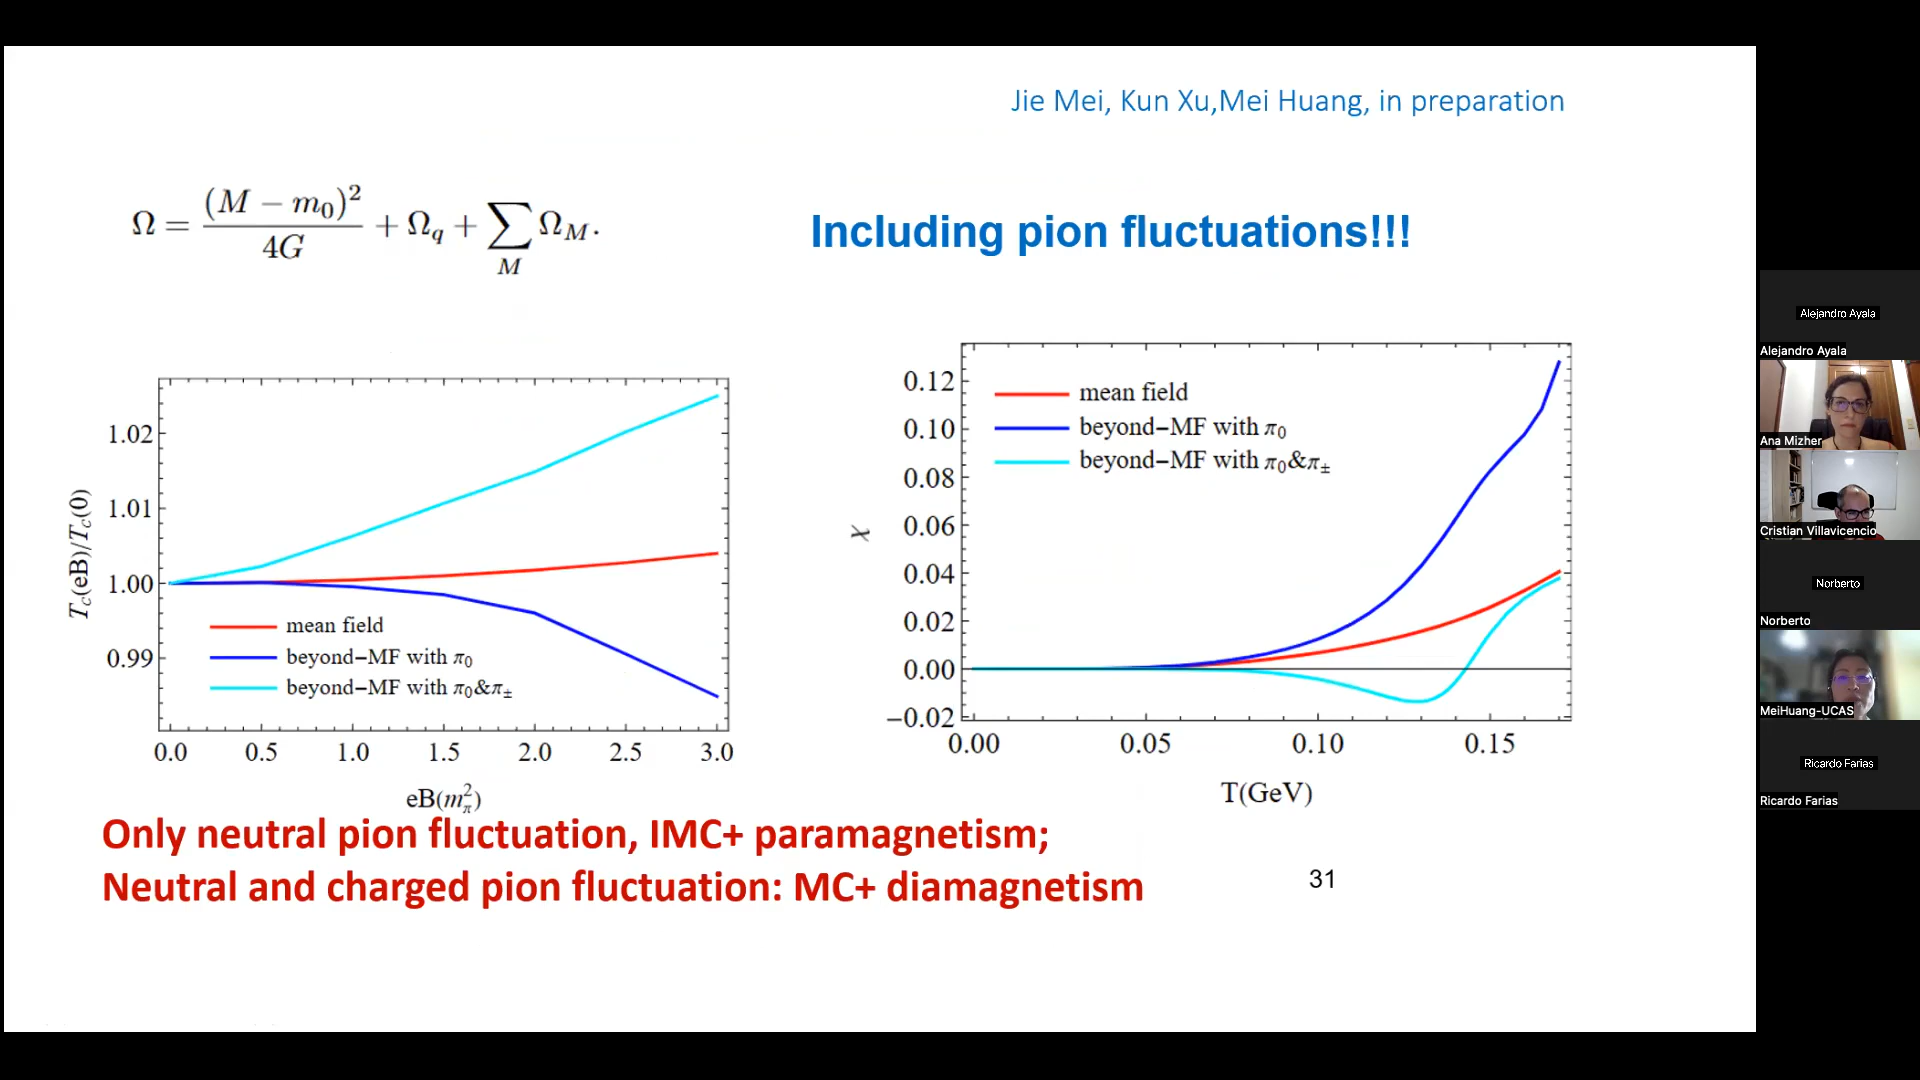 Jie Mei, Kun Xu,Mei Huang, in preparation
Ω = (M − m₀)² / 4G + Ω_q + ∑_M Ω_M.
Including pion fluctuations!!!
T_c(eB)/T_c(0)
1.02
1.01
1.00
0.99
mean field
beyond−MF with π₀
beyond−MF with π₀&π±
0.0 0.5 1.0 1.5 2.0 2.5 3.0
eB(m_π²)
χ
0.12
0.10
0.08
0.06
0.04
0.02
0.00
−0.02
mean field
beyond−MF with π₀
beyond−MF with π₀&π±
0.00 0.05 0.10 0.15
T(GeV)
Only neutral pion fluctuation, IMC+ paramagnetism;
Neutral and charged pion fluctuation: MC+ diamagnetism
31
Alejandro Ayala
Alejandro Ayala
Ana Mizher
Cristian Villavicencio
Norberto
Norberto
MeiHuang-UCAS
Ricardo Farias
Ricardo Farias